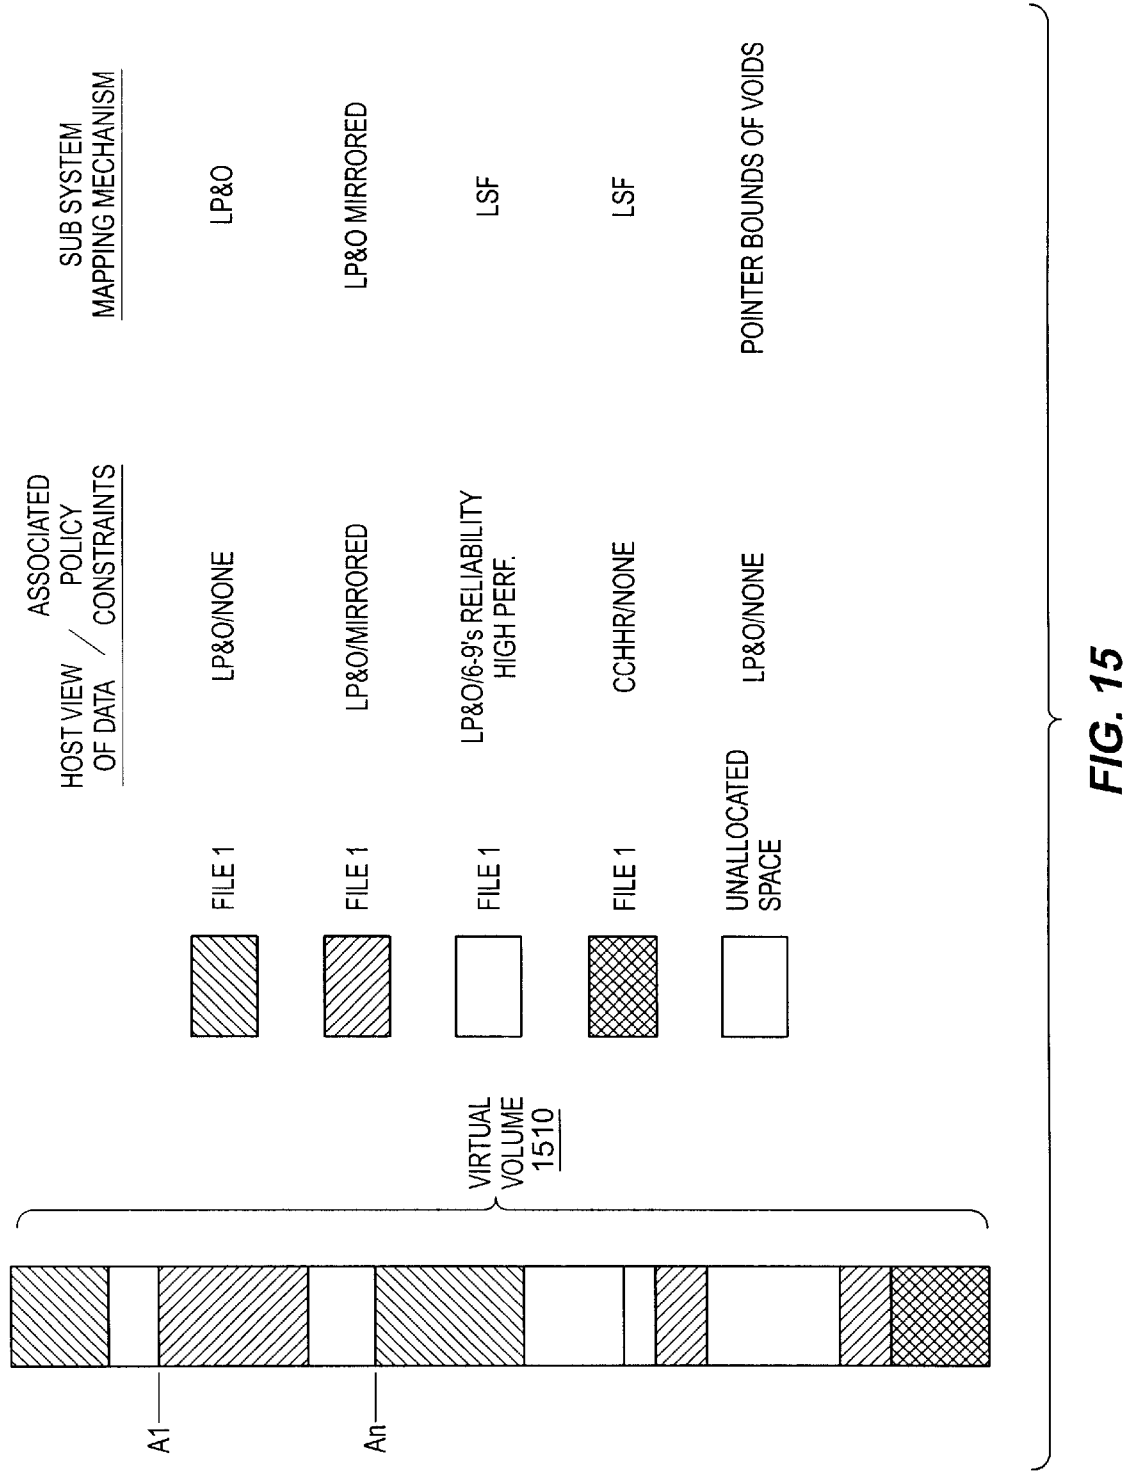 HOST VIEW
OF DATA
/
ASSOCIATED
POLICY
CONSTRAINTS
SUB SYSTEM
MAPPING MECHANISM
A1
An
VIRTUAL
VOLUME
1510
FILE 1
LP&O/NONE
LP&O
FILE 1
LP&O/MIRRORED
LP&O MIRRORED
FILE 1
LP&O/6-9's RELIABILITY
HIGH PERF.
LSF
FILE 1
CCHHR/NONE
LSF
UNALLOCATED
SPACE
LP&O/NONE
POINTER BOUNDS OF VOIDS
FIG. 15